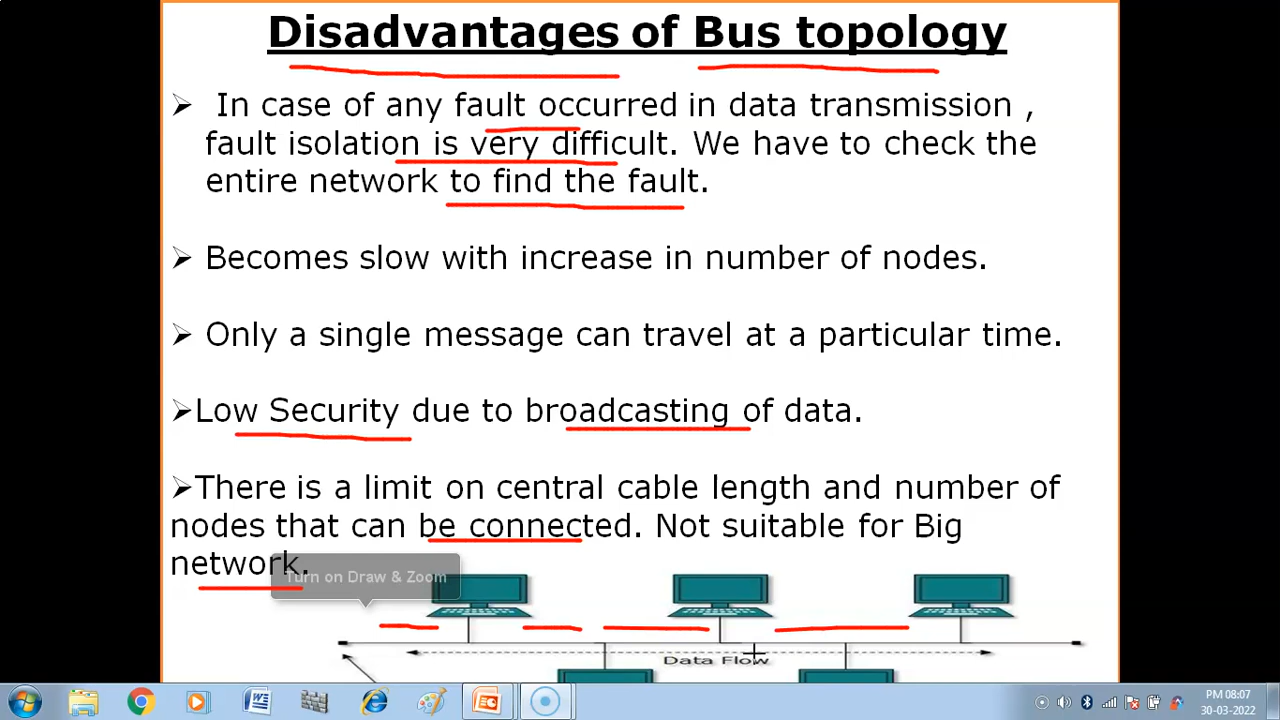 Disadvantages of Bus topology
➢ In case of any fault occurred in data transmission ,
fault isolation is very difficult. We have to check the
entire network to find the fault.
➢ Becomes slow with increase in number of nodes.
➢ Only a single message can travel at a particular time.
➢Low Security due to broadcasting of data.
➢There is a limit on central cable length and number of
nodes that can be connected. Not suitable for Big
network.
Turn on Draw & Zoom
Data Flow
PM 08:07
30-03-2022